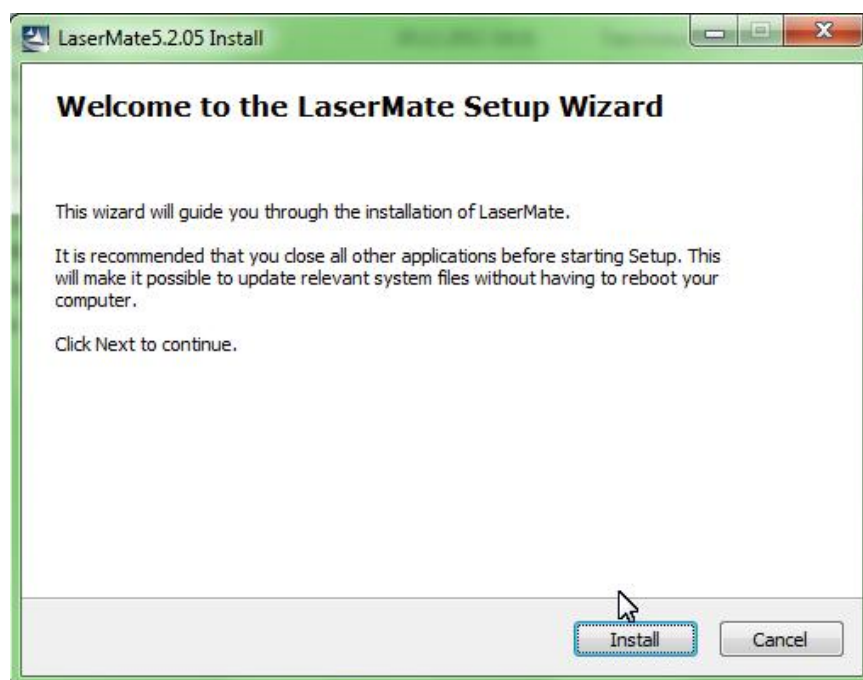 LaserMate5.2.05 Install
Welcome to the LaserMate Setup Wizard
This wizard will guide you through the installation of LaserMate.
It is recommended that you close all other applications before starting Setup. This
will make it possible to update relevant system files without having to reboot your
computer.
Click Next to continue.
Install
Cancel